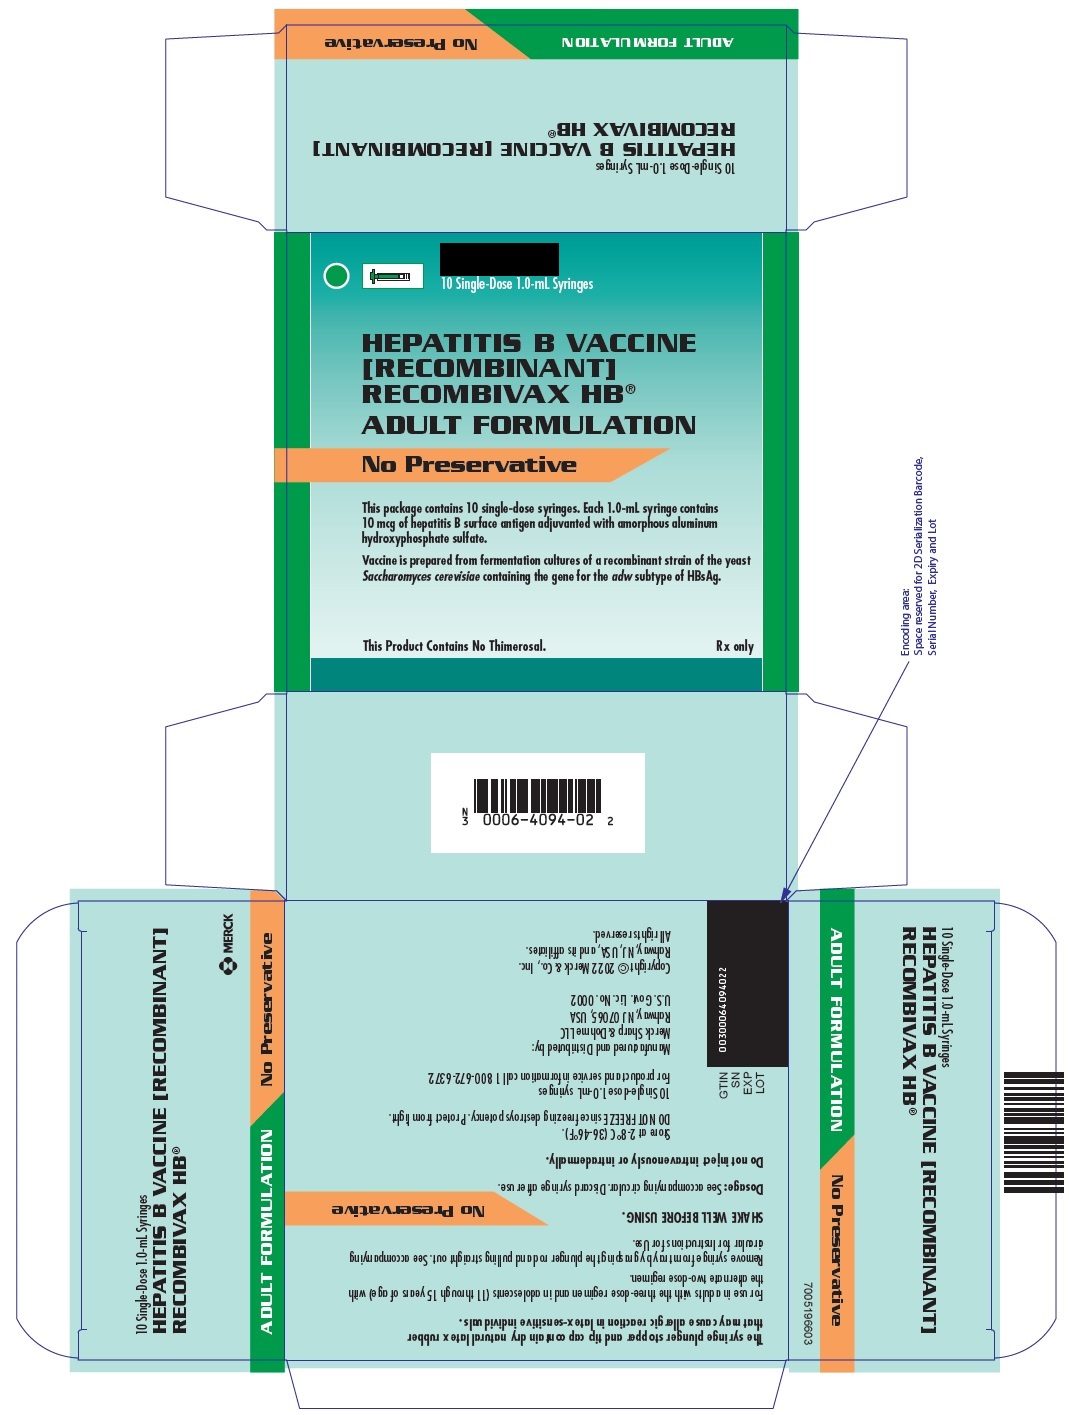 ADULT FORMULATION
No Preservative
RECOMBIVAX HB®
HEPATITIS B VACCINE [RECOMBINANT]
10 Single-Dose 1.0-mL Syringes
10 Single-Dose 1.0-mL Syringes
HEPATITIS B VACCINE
[RECOMBINANT]
RECOMBIVAX HB®
ADULT FORMULATION
No Preservative
This package contains 10 single-dose syringes. Each 1.0-mL syringe contains
10 mcg of hepatitis B surface antigen adjuvanted with amorphous aluminum
hydroxyphosphate sulfate.
Vaccine is prepared from fermentation cultures of a recombinant strain of the yeast
Saccharomyces cerevisiae containing the gene for the adw subtype of HBsAg.
This Product Contains No Thimerosal.
Rx only
Encoding area:
Space reserved for 2D Serialization Barcode,
Serial Number, Expiry and Lot
N
3 0006-4094-02 2
MERCK
10 Single-Dose 1.0-mL Syringes
HEPATITIS B VACCINE [RECOMBINANT]
RECOMBIVAX HB®
No Preservative
ADULT FORMULATION
The syringe plunger stopper and tip cap contain dry natural latex rubber
that may cause allergic reaction in latex-sensitive individuals.
For use in adults with the three-dose regimen and in adolescents (11 through 15 years of age) with
the alternate two-dose regimen.
Remove syringe from tray by grasping the plunger rod and pulling straight out. See accompanying
circular for Instructions for Use.
SHAKE WELL BEFORE USING.
No Preservative
Dosage: See accompanying circular. Discard syringe after use.
Do not inject intravenously or intradermally.
Store at 2-8°C (36-46°F).
DO NOT FREEZE since freezing destroys potency. Protect from light.
10 Single-dose 1.0-mL syringes
For product and service information call 1 800-672-6372
Manufactured and Distributed by:
Merck Sharp & Dohme LLC
Rahway, NJ 07065, USA
U.S. Govt. Lic. No. 0002
Copyright © 2022 Merck & Co., Inc.
Rahway, NJ, USA, and its affiliates.
All rights reserved.
GTIN 00300064094022
SN
EXP
LOT
ADULT FORMULATION
No Preservative
10 Single-Dose 1.0-mL Syringes
HEPATITIS B VACCINE [RECOMBINANT]
RECOMBIVAX HB®
7005196603